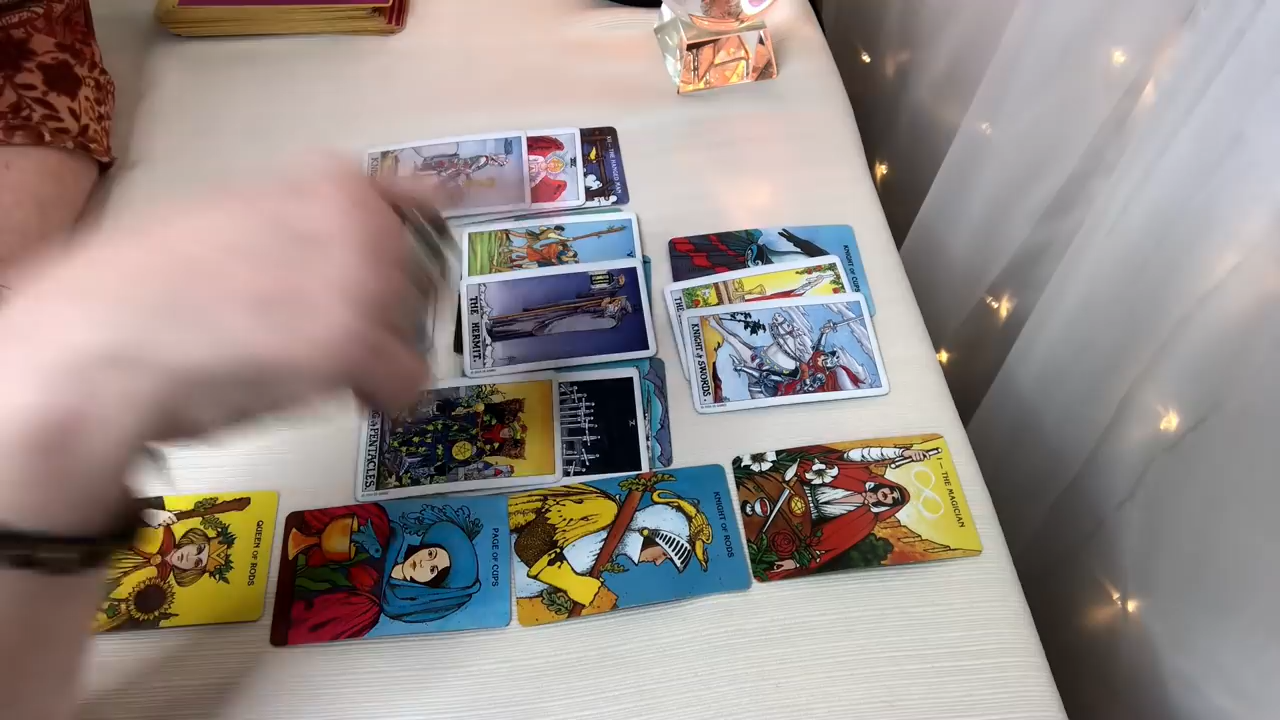 XII — THE HANGED MAN
KNIGHT OF CUPS
V
THE HERMIT.
THE
KNIGHT of SWORDS.
X
PENTACLES.
QUEEN OF RODS
PAGE OF CUPS
KNIGHT OF RODS
I — THE MAGICIAN